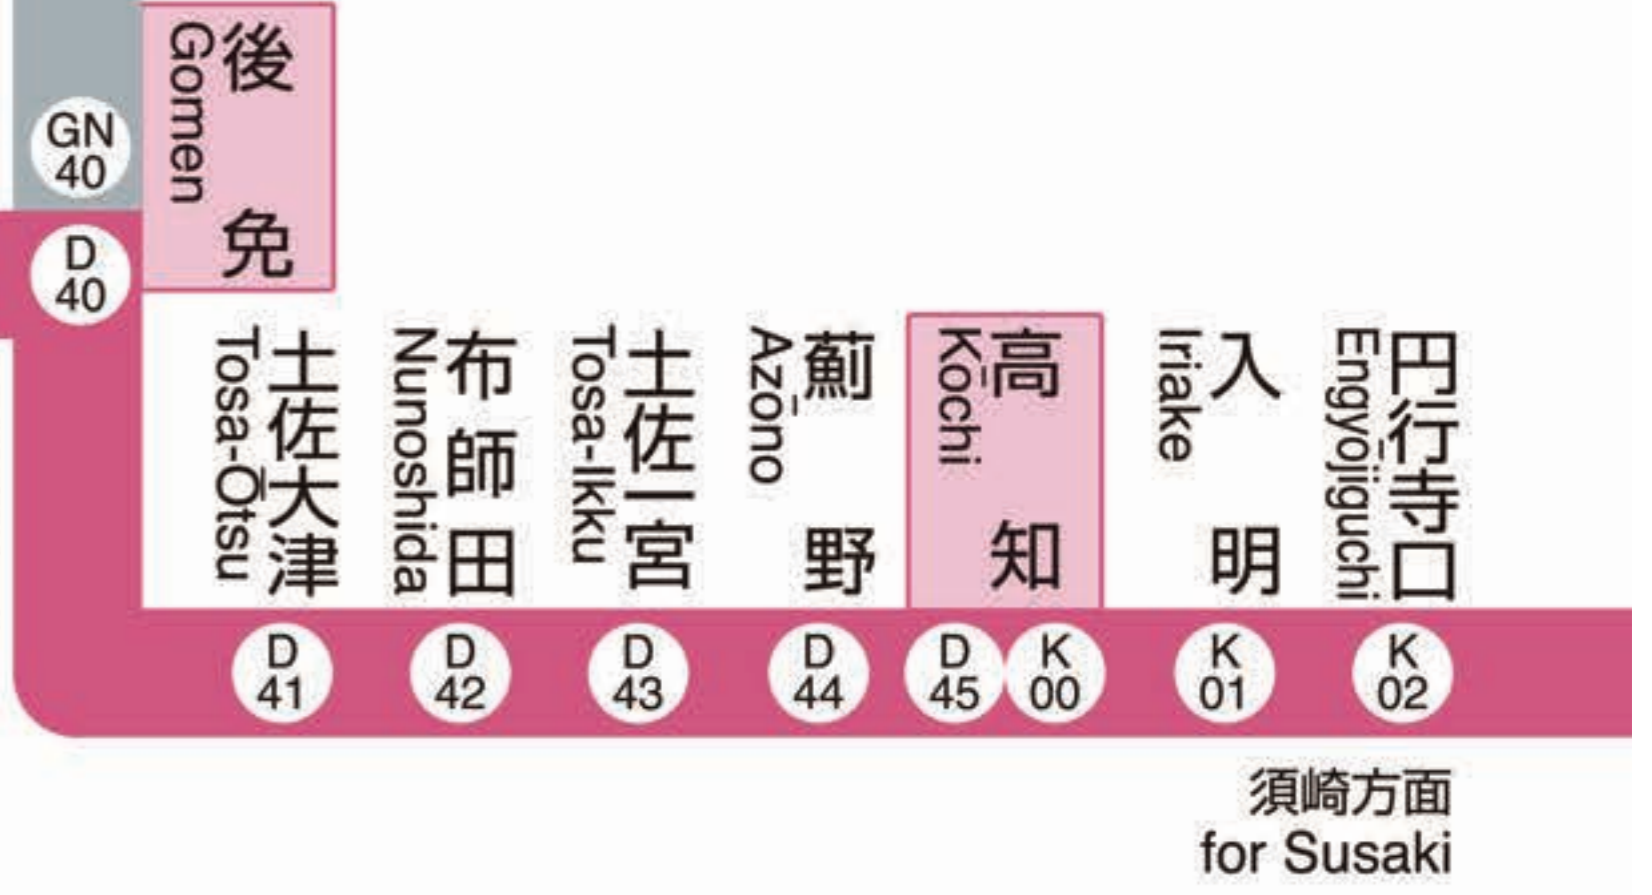 後免
Gomen
GN
40
D
40
土佐大津
Tosa-Ōtsu
布師田
Nunoshida
土佐一宮
Tosa-Ikku
薊野
Azōno
高知
Kōchi
入明
Iriake
円行寺口
Engyōjiguchi
D
41
D
42
D
43
D
44
D
45
K
00
K
01
K
02
須崎方面
for Susaki